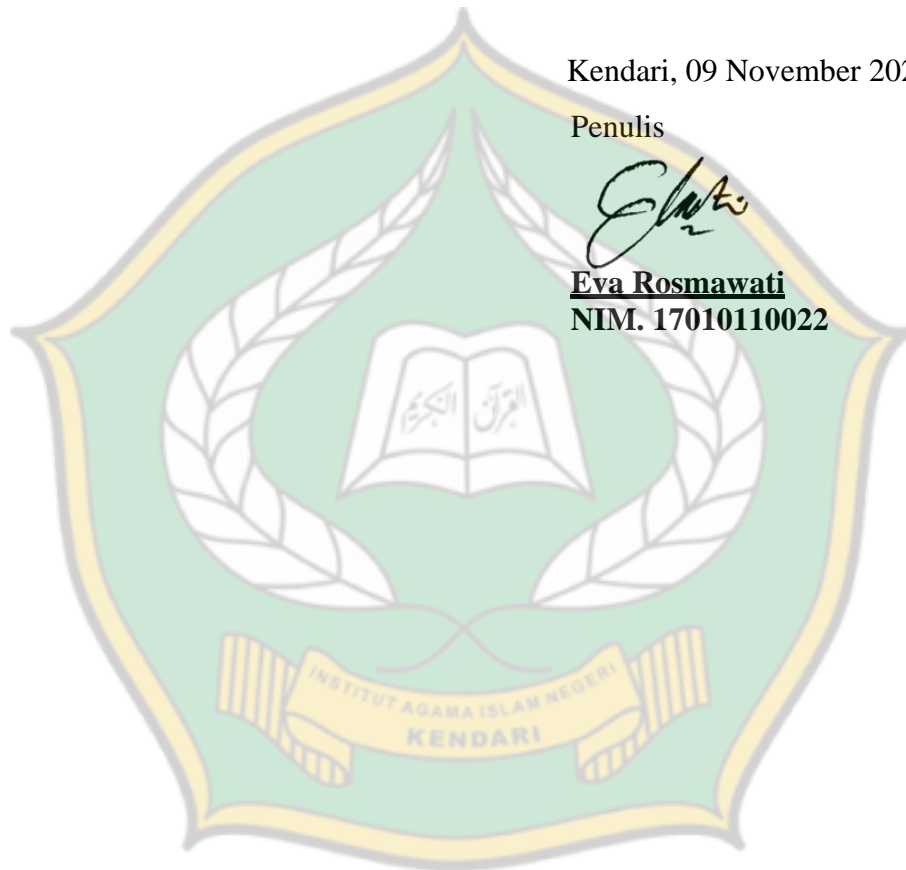 Kendari, 09 November 202
Penulis
Eva Rosmawati
NIM. 17010110022
القرآن الكريم
INSTITUT AGAMA ISLAM NEGERI
KENDARI